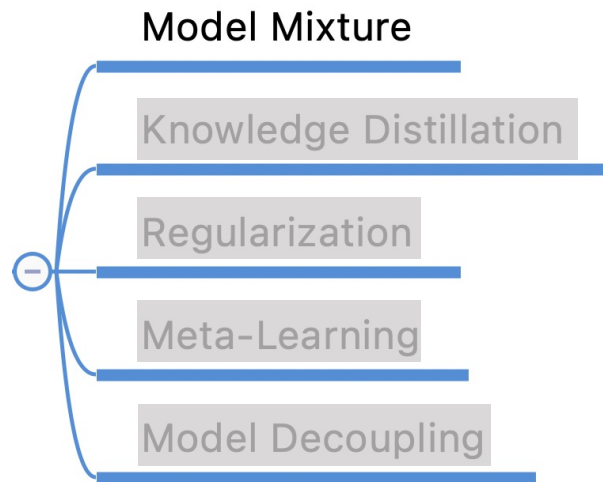 Model Mixture
Knowledge Distillation
Regularization
Meta-Learning
Model Decoupling